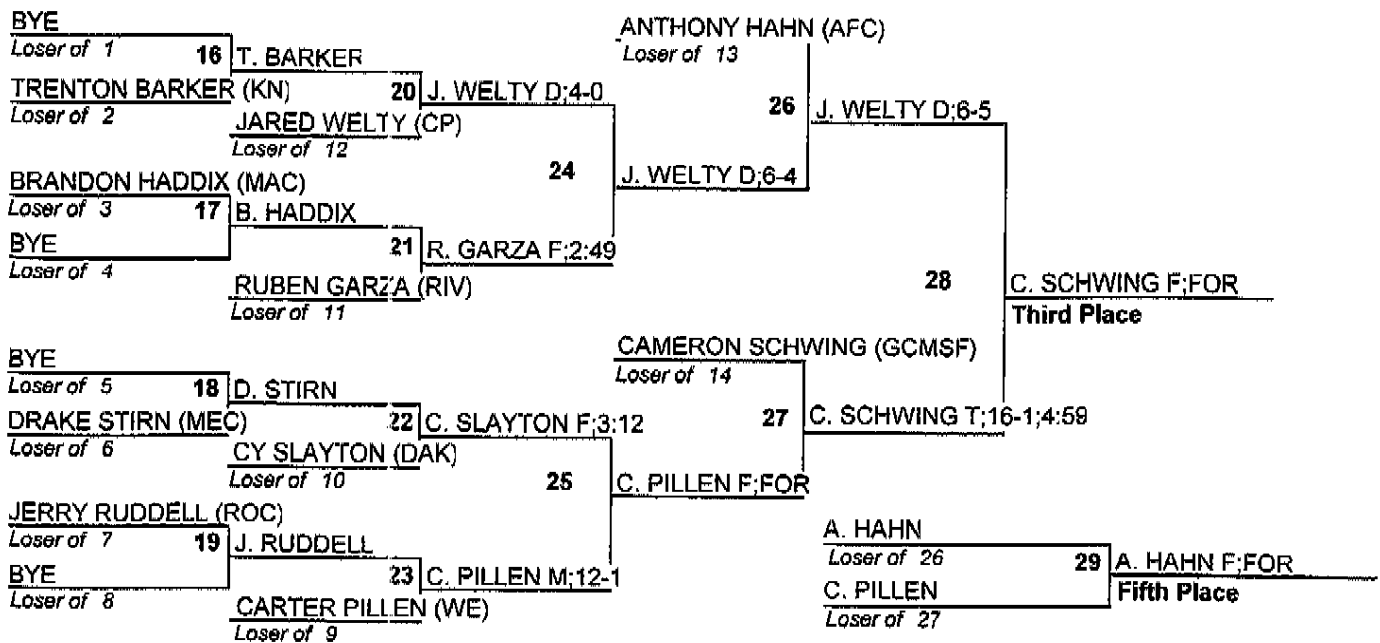 BYE
Loser of 1
16
T. BARKER
TRENTON BARKER (KN)
Loser of 2
20
J. WELTY D;4-0
JARED WELTY (CP)
Loser of 12
BRANDON HADDIX (MAC)
Loser of 3
17
B. HADDIX
BYE
Loser of 4
21
R. GARZA F;2:49
RUBEN GARZA (RIV)
Loser of 11
24
J. WELTY D;6-4
ANTHONY HAHN (AFC)
Loser of 13
26
J. WELTY D;6-5
BYE
Loser of 5
18
D. STIRN
DRAKE STIRN (MEC)
Loser of 6
22
C. SLAYTON F;3:12
CY SLAYTON (DAK)
Loser of 10
JERRY RUDDELL (ROC)
Loser of 7
19
J. RUDDELL
BYE
Loser of 8
23
C. PILLEN M;12-1
CARTER PILLEN (WE)
Loser of 9
25
C. PILLEN F;FOR
CAMERON SCHWING (GCMSF)
Loser of 14
27
C. SCHWING T;16-1;4:59
28
C. SCHWING F;FOR
Third Place
A. HAHN
Loser of 26
29
A. HAHN F;FOR
Fifth Place
C. PILLEN
Loser of 27